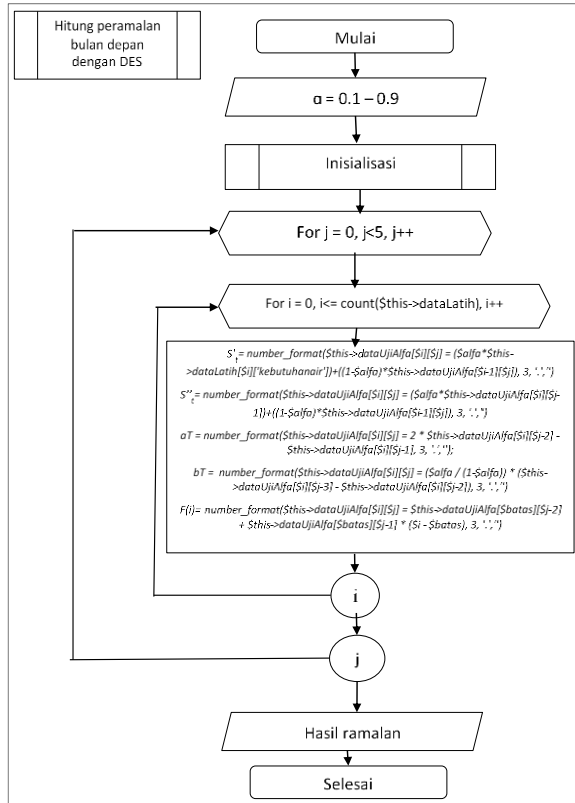 Hitung peramalan
bulan depan
dengan DES
Mulai
α = 0.1 – 0.9
Inisialisasi
For j = 0, j<5, j++
For i = 0, i<= count($this->dataLatih), i++
S't = number_format($this->dataUjiAlfa[$i][$j] = ($alfa*$this-
>dataLatih[$i]['kebutuhanair'])+((1-$alfa)*$this->dataUjiAlfa[$i-1][$j]), 3, '.','')
S''t = number_format($this->dataUjiAlfa[$i][$j] = ($alfa*$this->dataUjiAlfa[$i][$j-
1])+((1-$alfa)*$this->dataUjiAlfa[$i-1][$j]), 3, '.','')
aT = number_format($this->dataUjiAlfa[$i][$j] = 2 * $this->dataUjiAlfa[$i][$j-2] -
$this->dataUjiAlfa[$i][$j-1], 3, '.','');
bT = number_format($this->dataUjiAlfa[$i][$j] = ($alfa / (1-$alfa)) * ($this-
>dataUjiAlfa[$i][$j-3] - $this->dataUjiAlfa[$i][$j-2]), 3, '.','')
F(i)= number_format($this->dataUjiAlfa[$i][$j] = $this->dataUjiAlfa[$batas][$j-2]
+ $this->dataUjiAlfa[$batas][$j-1] * ($i - $batas), 3, '.','')
i
j
Hasil ramalan
Selesai